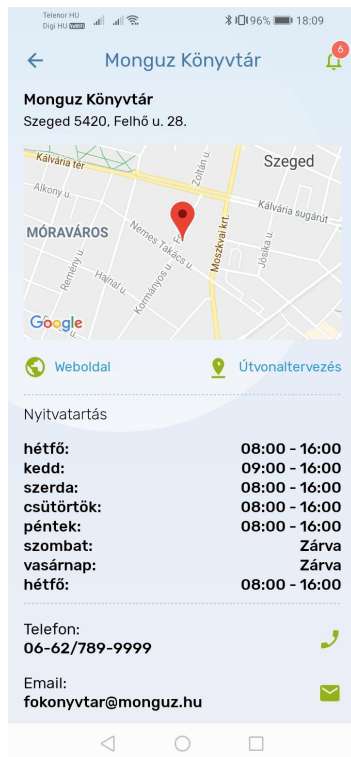 Telenor HU
Digi HU VoWiFi
96% 18:09
Monguz Könyvtár
6
Monguz Könyvtár
Szeged 5420, Felhő u. 28.
Kálvária tér
Zoltán u.
Szeged
Alkony u.
Kálvária sugárút
MÓRAVÁROS
Nemes Takács u.
Moszkvai krt.
Jósika u.
Remény u.
Hajnal u.
Kormányos u.
Google
Weboldal
Útvonaltervezés
Nyitvatartás
hétfő: 08:00 - 16:00
kedd: 09:00 - 16:00
szerda: 08:00 - 16:00
csütörtök: 08:00 - 16:00
péntek: 08:00 - 16:00
szombat: Zárva
vasárnap: Zárva
hétfő: 08:00 - 16:00
Telefon:
06-62/789-9999
Email:
fokonyvtar@monguz.hu